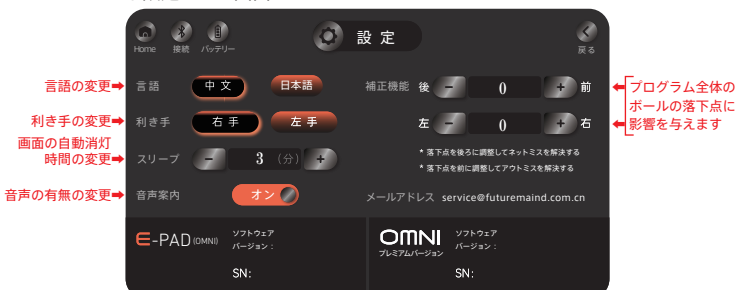 Home
接続
バッテリー
設定
戻る
言語の変更
言語
中文
日本語
補正機能
後
-
0
+
前
プログラム全体の
ボールの落下点に
影響を与えます
利き手の変更
利き手
右手
左手
左
-
0
+
右
画面の自動消灯
時間の変更
スリープ
-
3
(分)
+
* 落下点を後ろに調整してネットミスを解決する
* 落下点を前に調整してアウトミスを解決する
音声の有無の変更
音声案内
オン
メールアドレス service@futuremaind.com.cn
E-PAD (OMNI)
ソフトウェア
バージョン :
SN:
OMNI
プレミアムバージョン
ソフトウェア
バージョン :
SN: